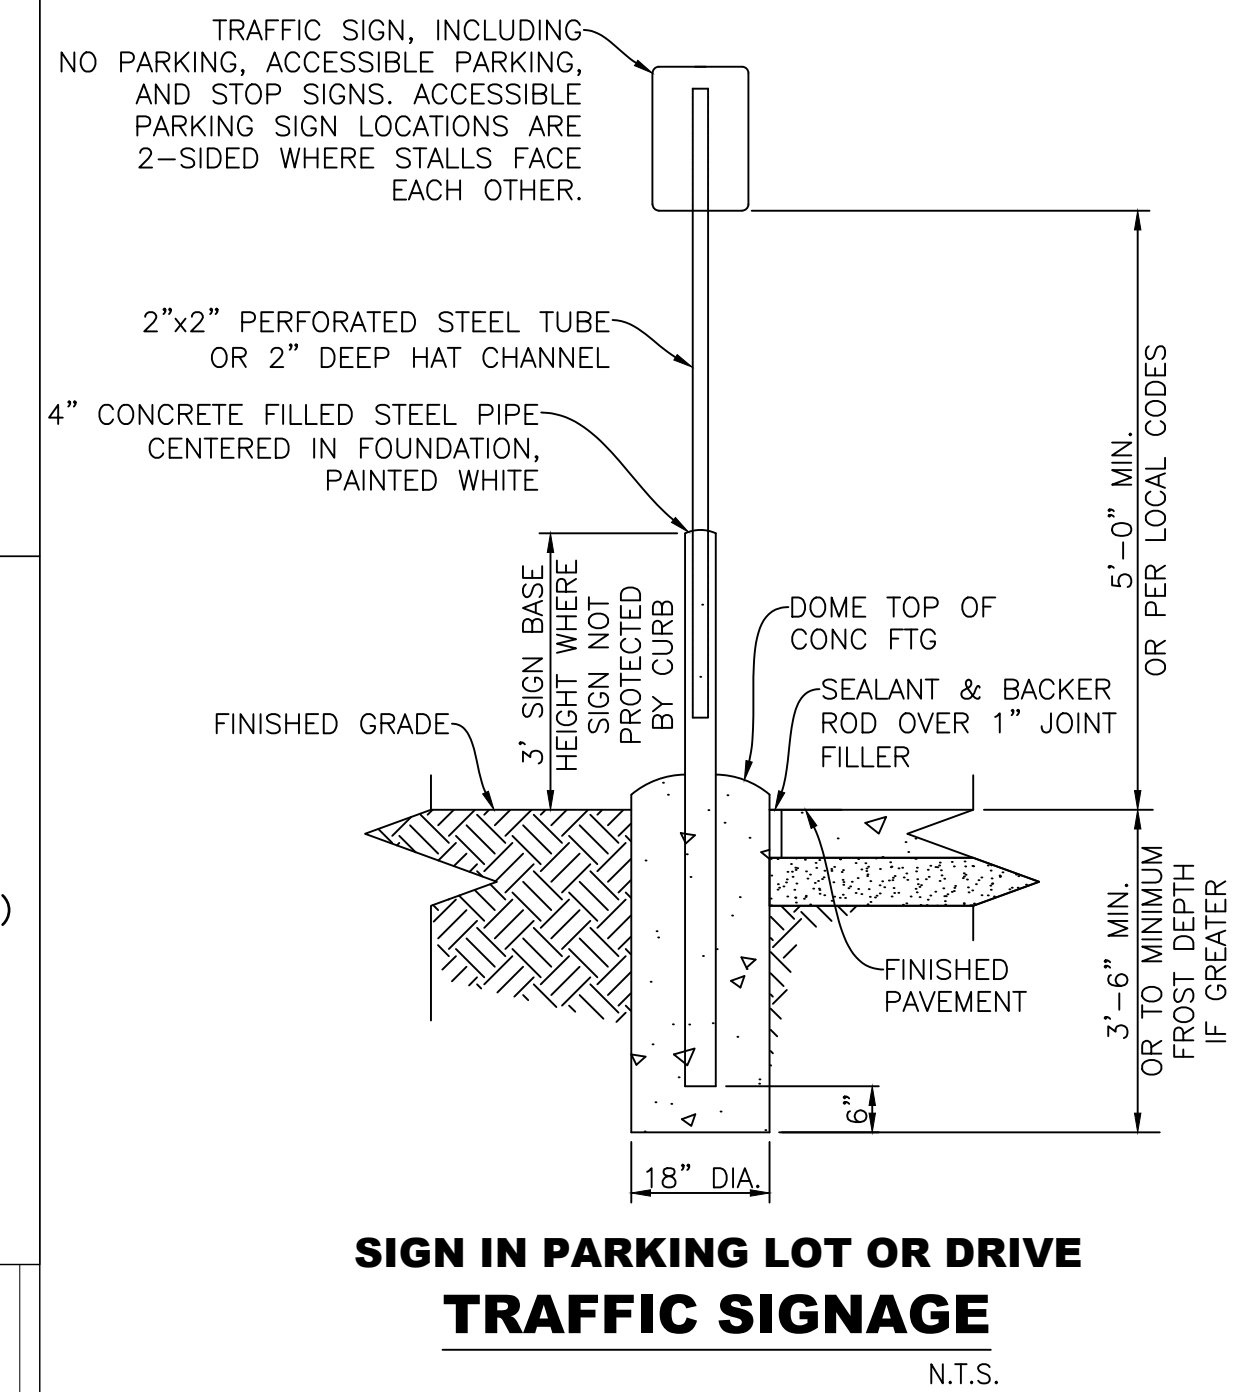 TRAFFIC SIGN, INCLUDING
NO PARKING, ACCESSIBLE PARKING,
AND STOP SIGNS. ACCESSIBLE
PARKING SIGN LOCATIONS ARE
2-SIDED WHERE STALLS FACE
EACH OTHER.
2”x2” PERFORATED STEEL TUBE
OR 2” DEEP HAT CHANNEL
4” CONCRETE FILLED STEEL PIPE
CENTERED IN FOUNDATION,
PAINTED WHITE
3’ SIGN BASE
HEIGHT WHERE
SIGN NOT
PROTECTED
BY CURB
5’-0” MIN.
OR PER LOCAL CODES
DOME TOP OF
CONC FTG
SEALANT & BACKER
ROD OVER 1” JOINT
FILLER
FINISHED GRADE
)
FINISHED
PAVEMENT
3’-6” MIN.
OR TO MINIMUM
FROST DEPTH
IF GREATER
6”
18” DIA.
SIGN IN PARKING LOT OR DRIVE
TRAFFIC SIGNAGE
N.T.S.